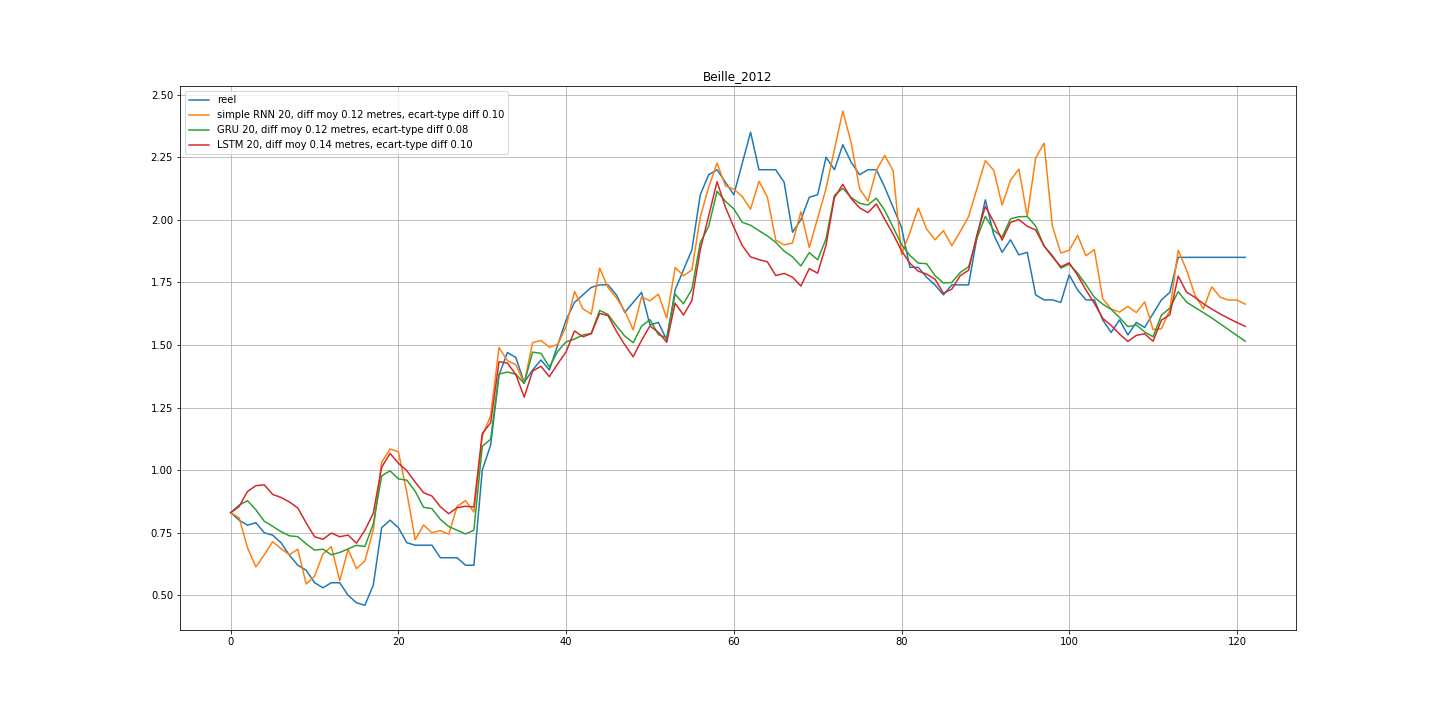 Beille_2012
2.50
2.25
2.00
1.75
1.50
1.25
1.00
0.75
0.50
reel
simple RNN 20, diff moy 0.12 metres, ecart-type diff 0.10
GRU 20, diff moy 0.12 metres, ecart-type diff 0.08
LSTM 20, diff moy 0.14 metres, ecart-type diff 0.10
0 20 40 60 80 100 120